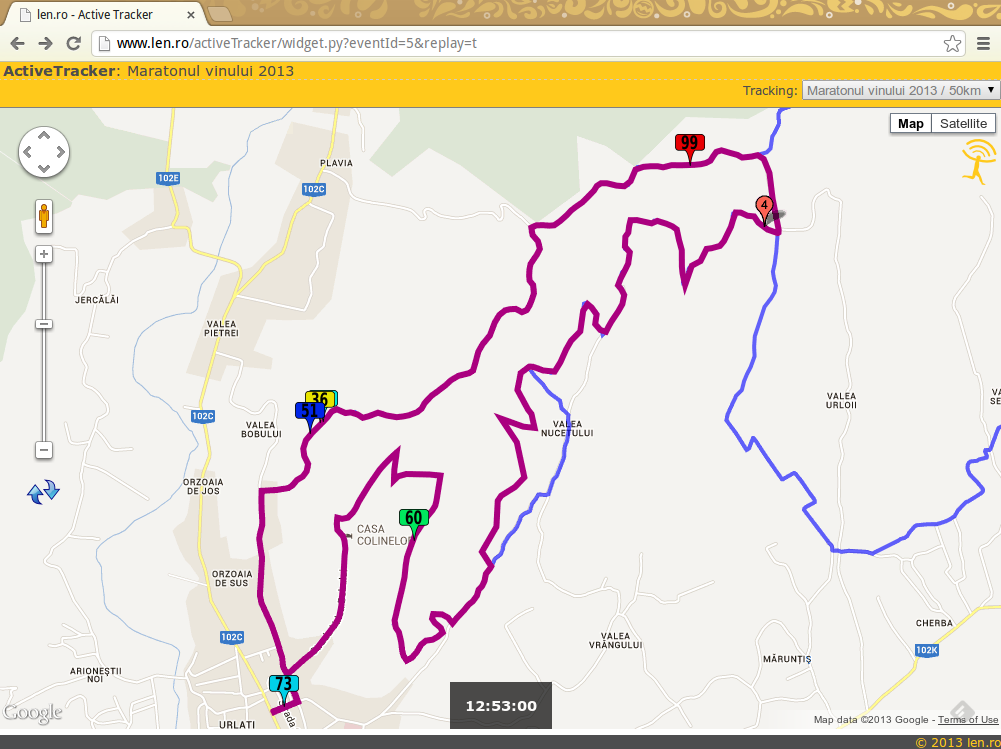 len.ro - Active Tracker
www.len.ro/activeTracker/widget.py?eventId=5&replay=t
ActiveTracker: Maratonul vinului 2013
Tracking: Maratonul vinului 2013 / 50km
Map Satellite
99
PLAVIA
102E
102C
4
JERCĂLĂI
VALEA
PIETREI
36
51
102C
VALEA
BOBULUI
VALEA
NUCETULUI
VALEA
URLOII
VA
SE
ORZOAIA
DE JOS
60
CASA
COLINELOR
ORZOAIA
DE SUS
102C
VALEA
VRÂNGULUI
CHERBA
102K
MĂRUNȚIȘ
ARIONEȘTII
NOI
73
12:53:00
URLATI
Google
Map data ©2013 Google - Terms of Use
© 2013 len.ro